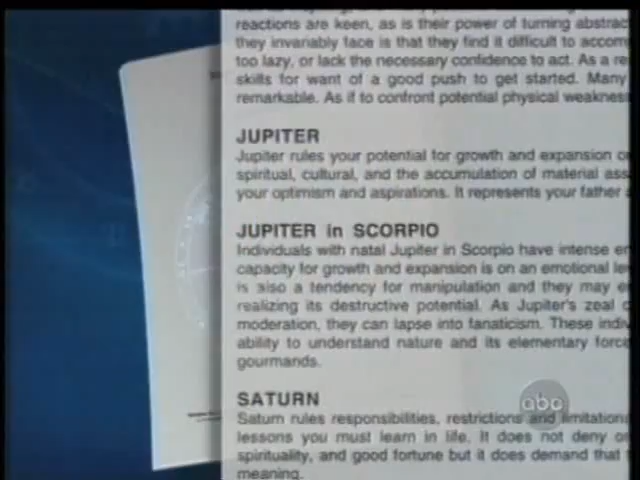 reactions are keen, as is their power of turning abstrac
they invariably face is that they find it difficult to accom
too lazy, or lack the necessary confidence to act. As a re
skills for want of a good push to get started. Many
remarkable. As if to confront potential physical weakness
JUPITER
Jupiter rules your potential for growth and expansion o
spiritual, cultural, and the accumulation of material ass
your optimism and aspirations. It represents your father
JUPITER in SCORPIO
Individuals with natal Jupiter in Scorpio have intense e
capacity for growth and expansion is on an emotional le
is also a tendency for manipulation and they may e
realizing its destructive potential. As Jupiter's zeal
moderation, they can lapse into fanaticism. These indiv
ability to understand nature and its elementary force
gourmands.
SATURN
Saturn rules responsibilities, restrictions and limitations
lessons you must learn in life. It does not deny
spirituality, and good fortune but it does demand that
meaning.
abc